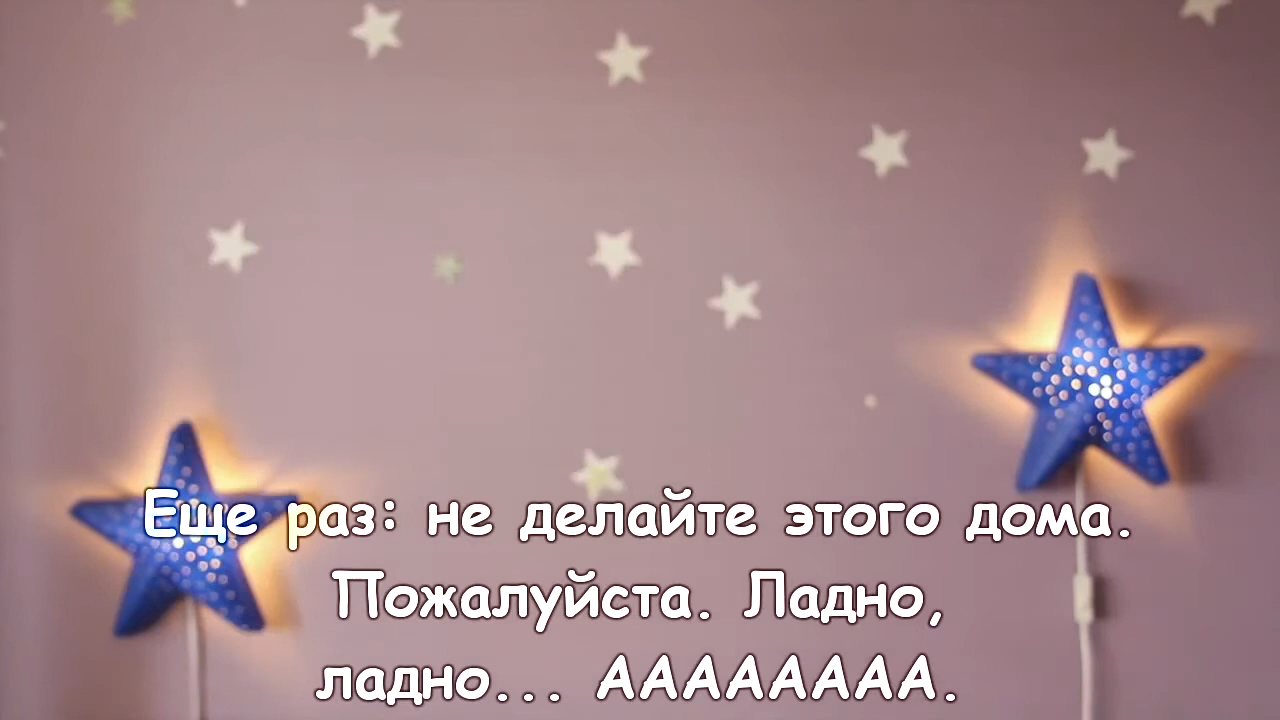 Еще раз: не делайте этого дома.
Пожалуйста. Ладно,
ладно... АААААААА.